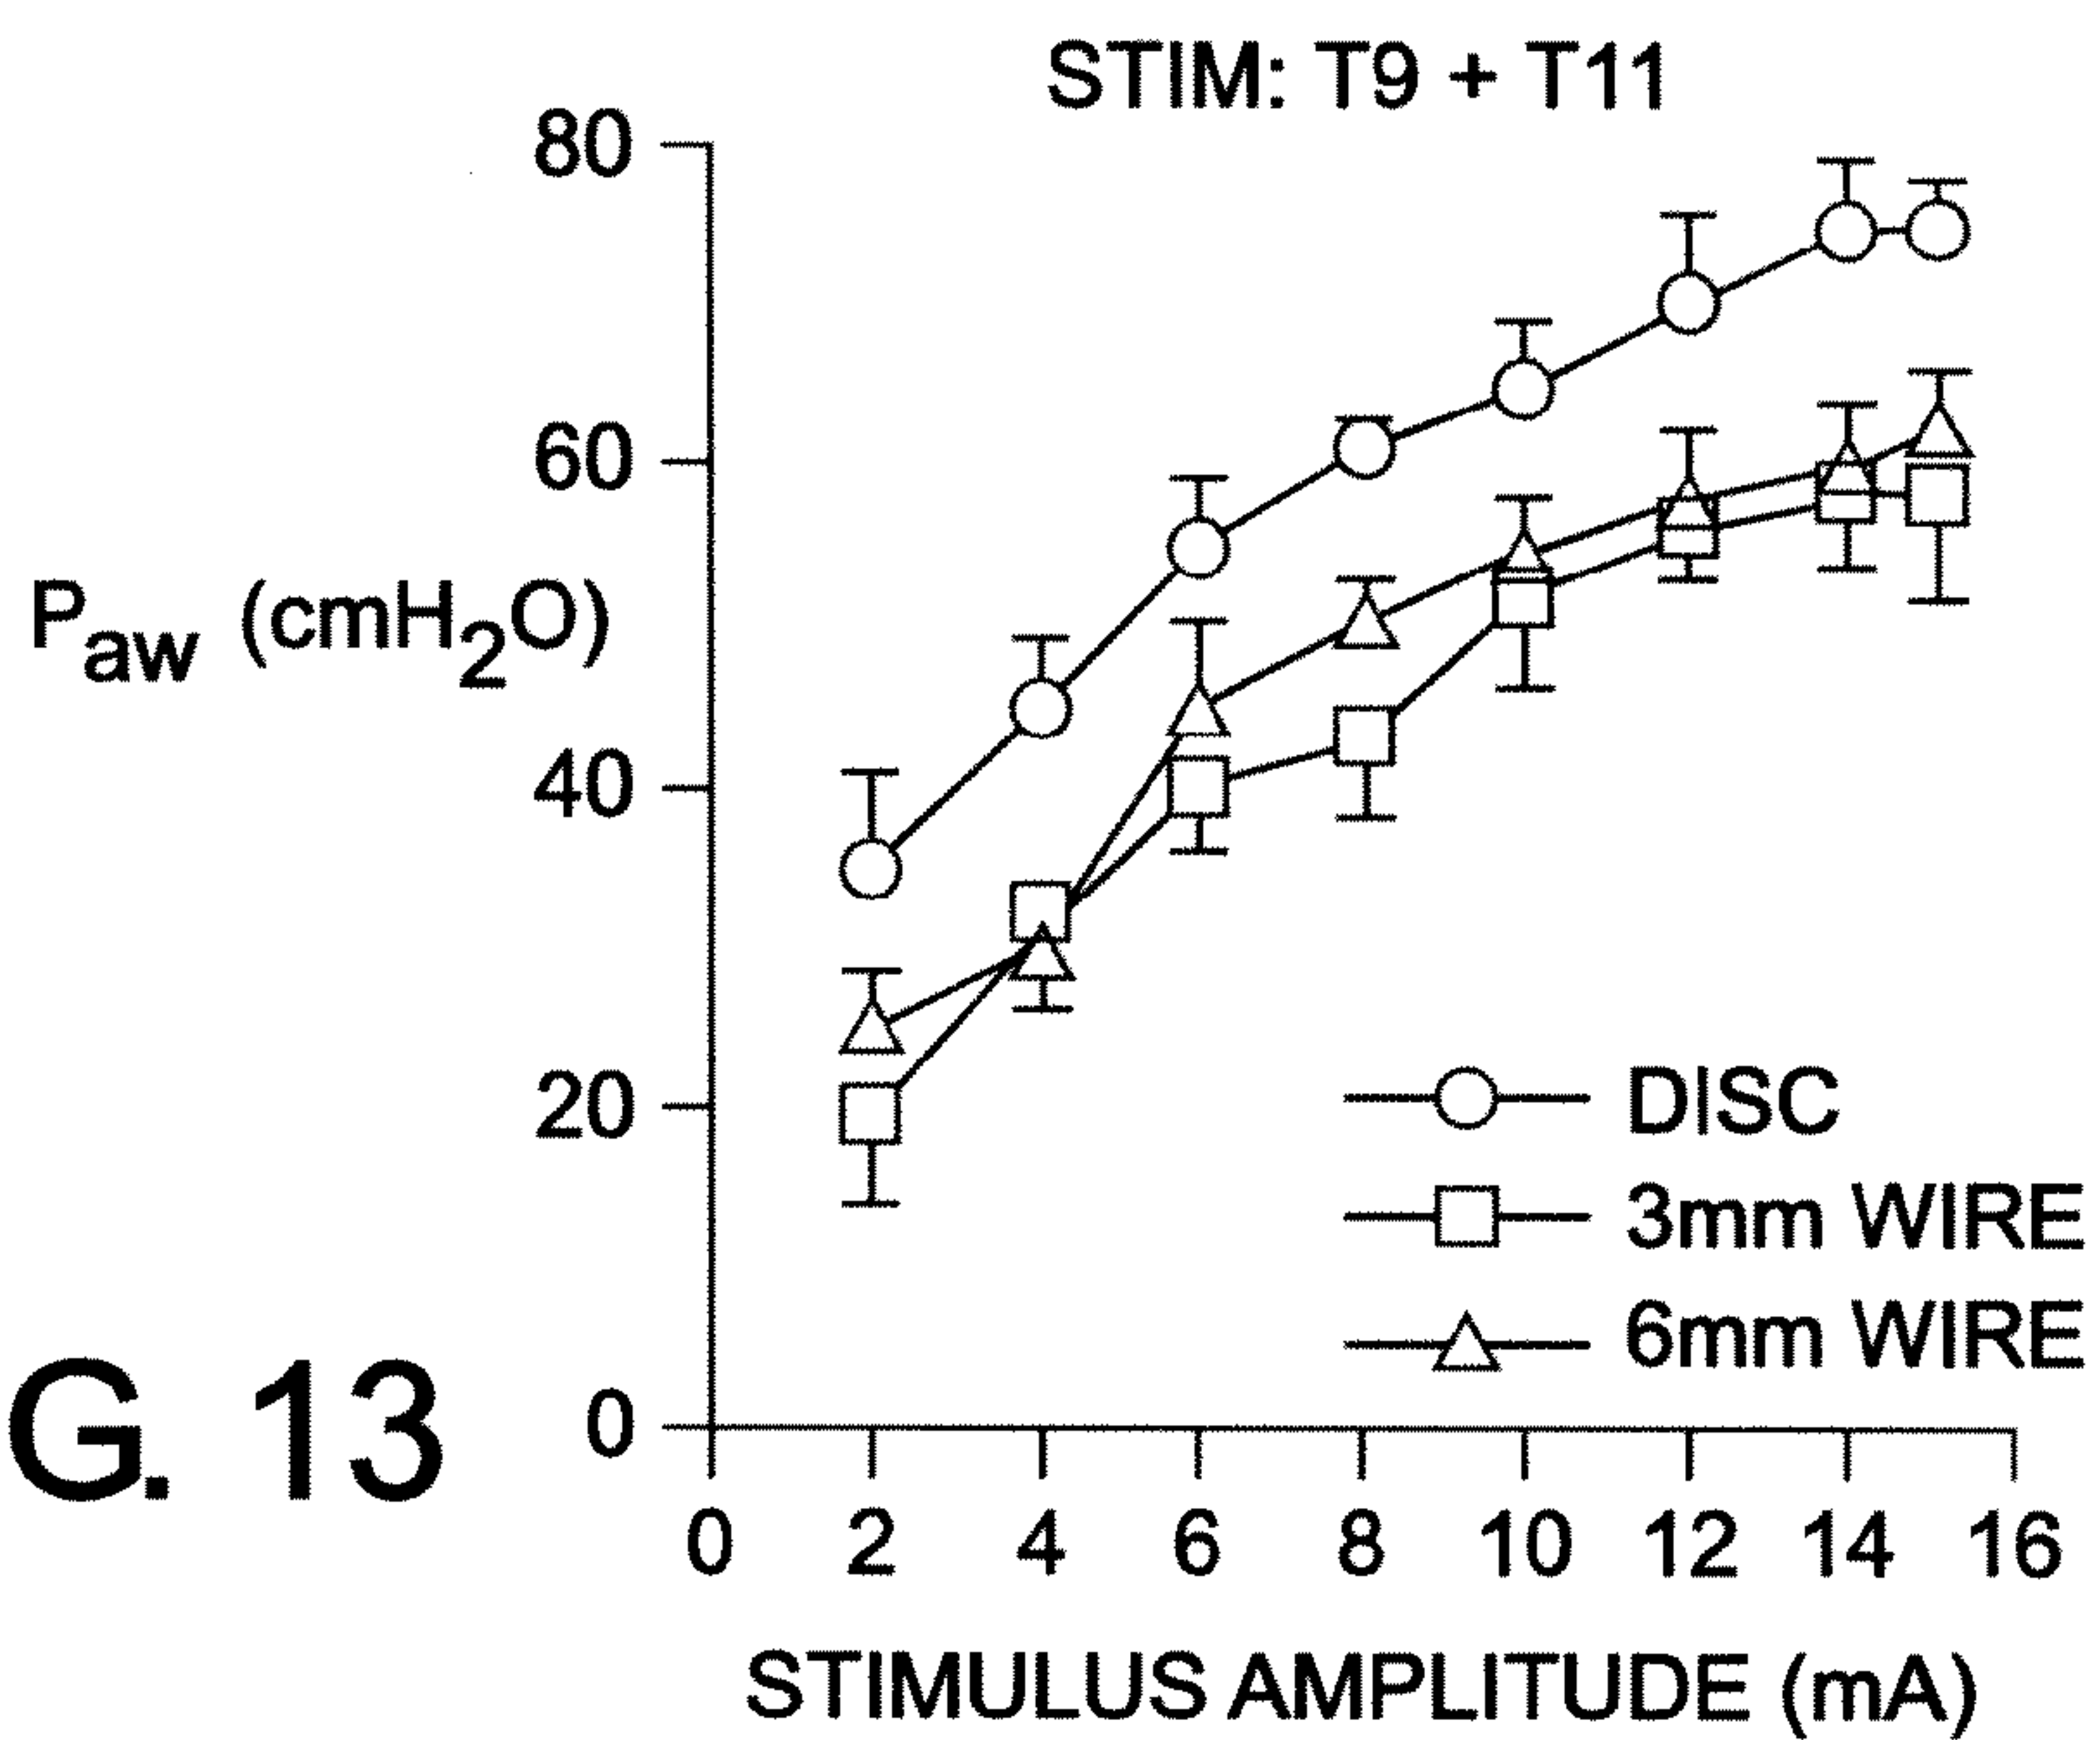 STIM: T9 + T11
80
60
P_aw (cmH₂O)
40
20
0
DISC
3mm WIRE
6mm WIRE
G. 13
0 2 4 6 8 10 12 14 16
STIMULUS AMPLITUDE (mA)